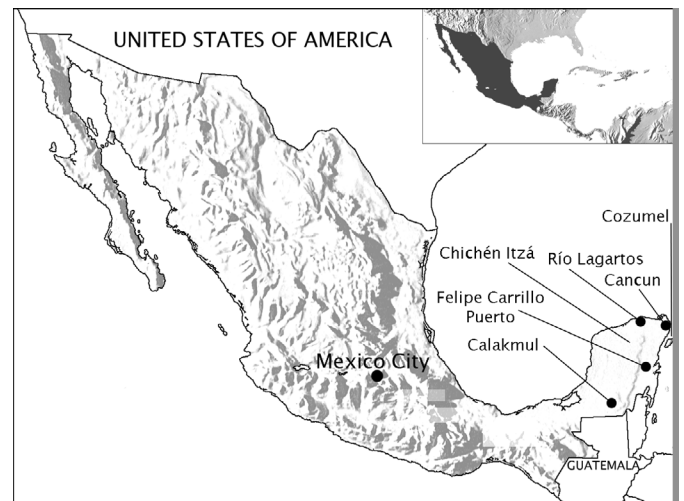 UNITED STATES OF AMERICA
Cozumel
Chichén Itzá
Río Lagartos
Cancun
Felipe Carrillo
Puerto
Calakmul
Mexico City
GUATEMALA